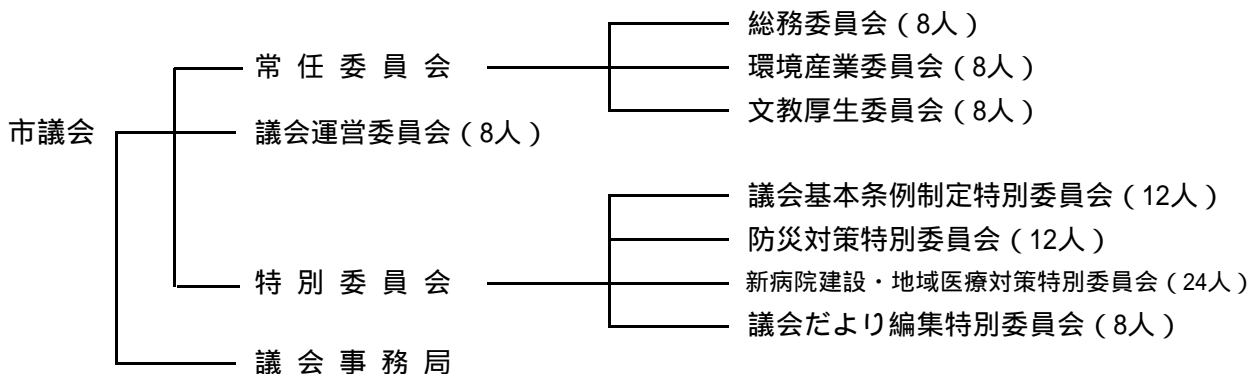 総務委員会(8人)
常任委員会
環境産業委員会(8人)
文教厚生委員会(8人)
市議会
議会運営委員会(8人)
議会基本条例制定特別委員会(12人)
防災対策特別委員会(12人)
特別委員会
新病院建設・地域医療対策特別委員会(24人)
議会だより編集特別委員会(8人)
議会事務局